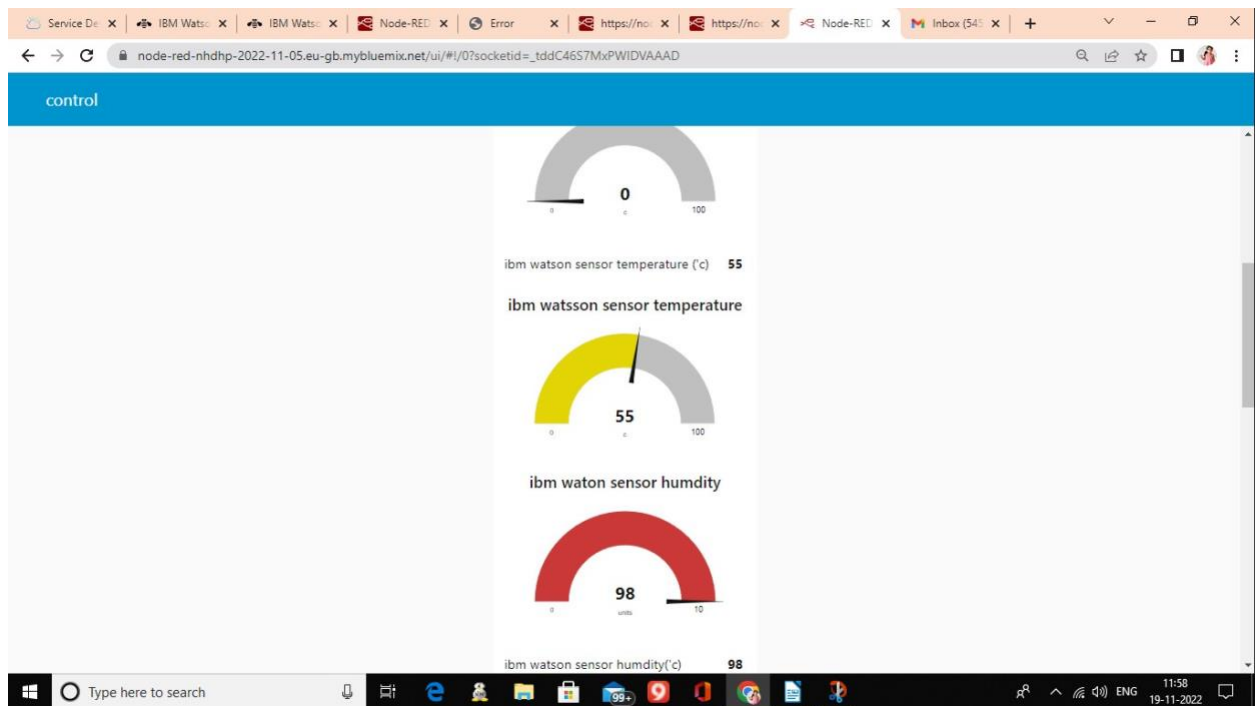 Service De
IBM Watso
IBM Watso
Node-RED
Error
https://no
https://no
Node-RED
Inbox (543
node-red-nhdhp-2022-11-05.eu-gb.mybluemix.net/ui/#!/0?socketid=_tddC46S7MxPWIDVAAAD
control
0
0 c 100
ibm watson sensor temperature ('c) 55
ibm watsson sensor temperature
55
0 c 100
ibm waton sensor humdity
98
0 units 10
ibm watson sensor humdity('c) 98
Type here to search
99+
ENG
11:58
19-11-2022